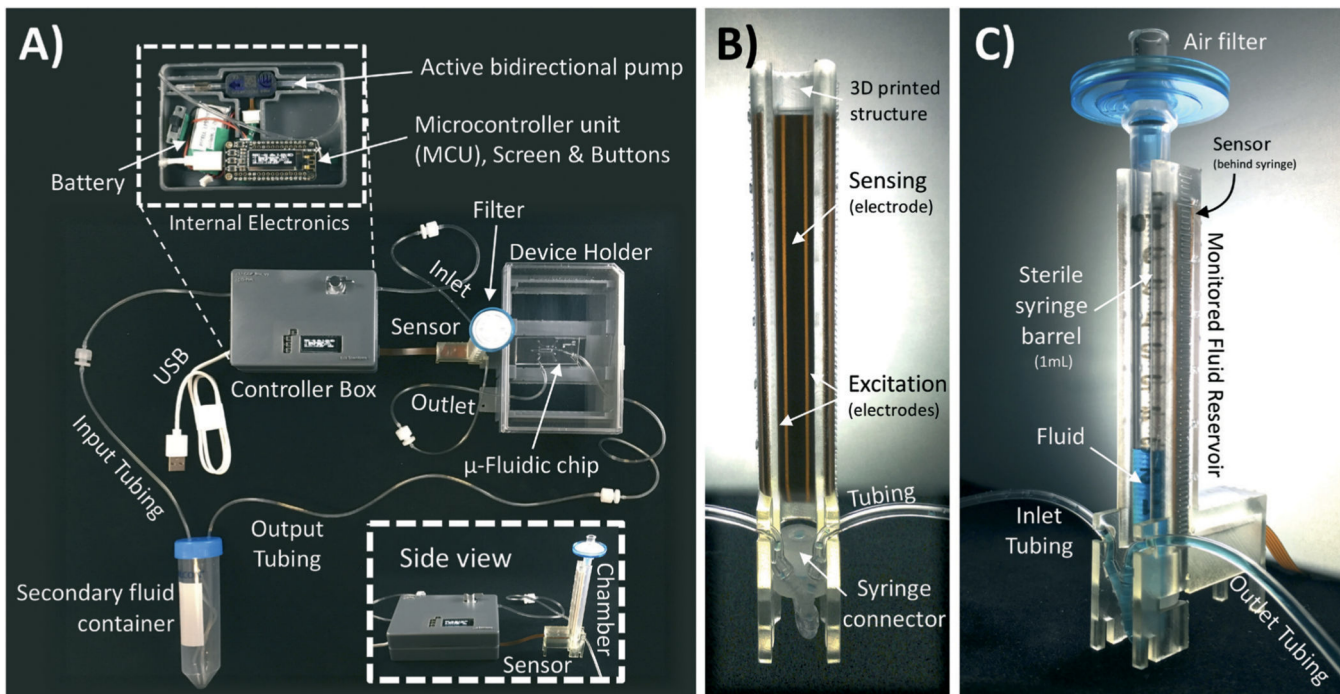 A)
Active bidirectional pump
Microcontroller unit
(MCU), Screen & Buttons
Battery
Internal Electronics
Filter
Device Holder
Inlet
Sensor
USB
Controller Box
Outlet
μ-Fluidic chip
Input Tubing
Output
Tubing
Secondary fluid
container
Side view
Chamber
Sensor
B)
3D printed
structure
Sensing
(electrode)
Excitation
(electrodes)
Tubing
Syringe
connector
C)
Air filter
Sensor
(behind syringe)
Sterile
syringe
barrel
(1mL)
Monitored Fluid Reservoir
Fluid
Inlet
Tubing
Outlet Tubing